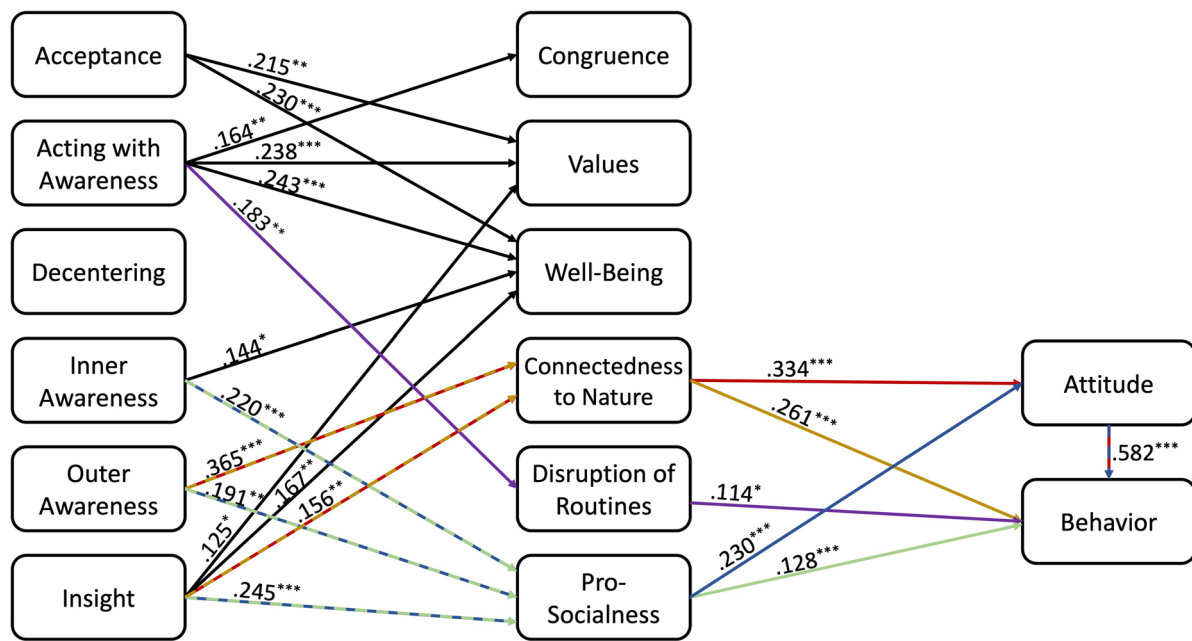 Acceptance
Acting with
Awareness
Decentering
Inner
Awareness
Outer
Awareness
Insight
.215**
.230***
.164**
.238***
.243***
.183**
.144*
.220***
.365***
.191**
.125*
.167**
.156**
.245***
Congruence
Values
Well-Being
Connectedness
to Nature
Disruption of
Routines
Pro-
Socialness
.334***
.261***
.114*
.230***
.128***
Attitude
.582***
Behavior